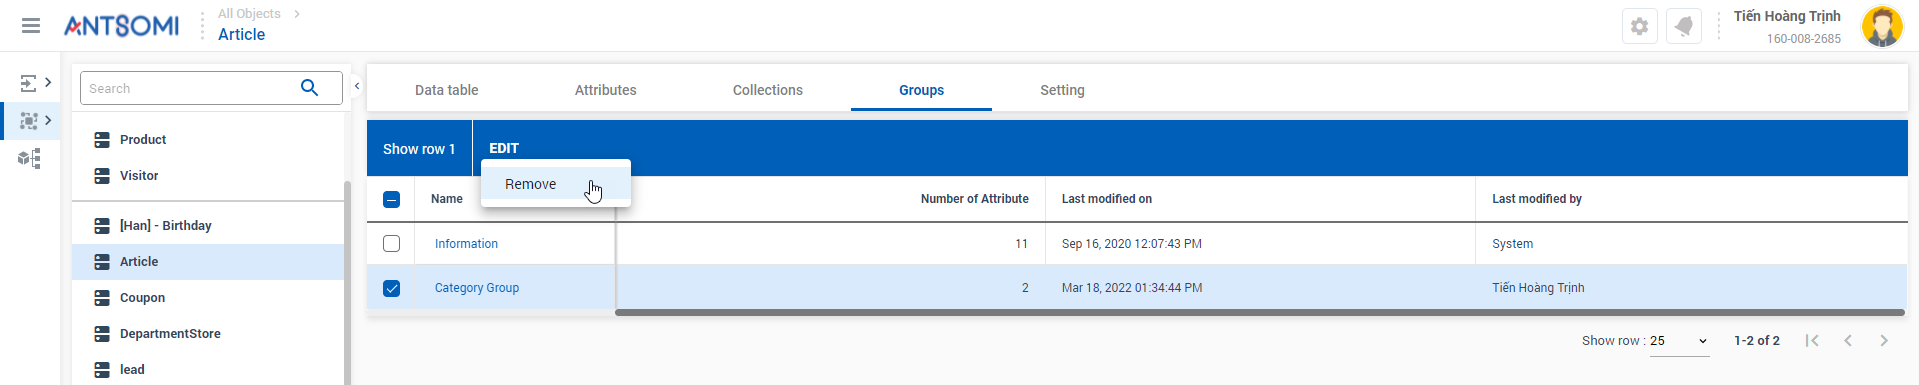 ANTSOMI
All Objects
Article
Tiến Hoàng Trịnh
160-008-2685
Search
Product
Visitor
[Han] - Birthday
Article
Coupon
DepartmentStore
lead
Data table
Attributes
Collections
Groups
Setting
Show row 1
EDIT
Remove
Name
Number of Attribute
Last modified on
Last modified by
Information
11
Sep 16, 2020 12:07:43 PM
System
Category Group
2
Mar 18, 2022 01:34:44 PM
Tiến Hoàng Trịnh
Show row : 25
1-2 of 2